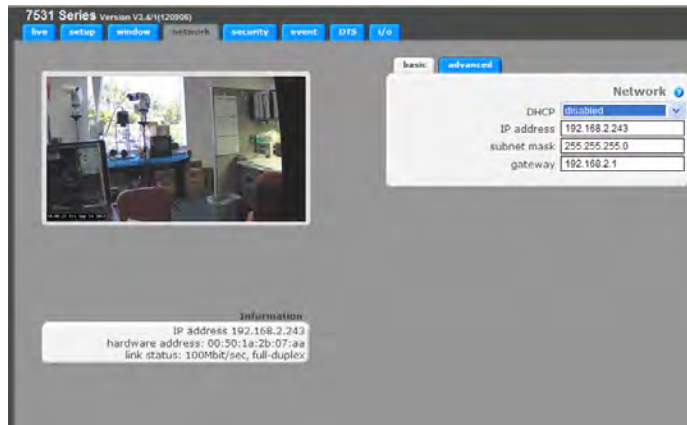 7531 Series Version V3.4/1(120906)
live setup window network security event DTS i/o
basic advanced
Network
DHCP disabled
IP address 192.168.2.243
subnet mask 255.255.255.0
gateway 192.168.2.1
Information
IP address 192.168.2.243
hardware address: 00:50:1a:2b:07:aa
link status: 100Mbit/sec, full-duplex